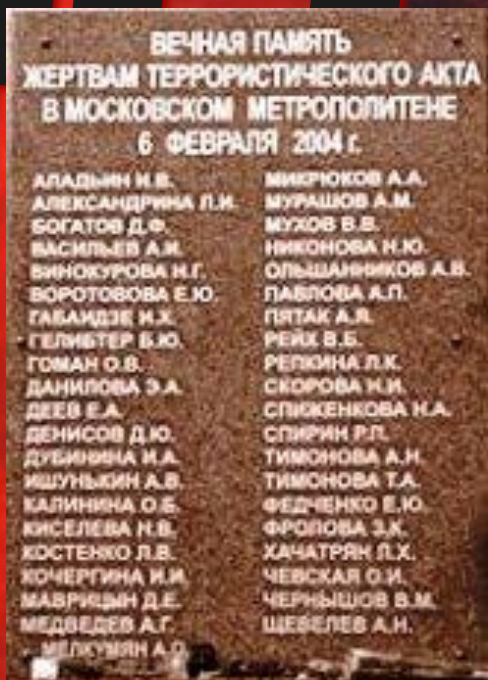 ВЕЧНАЯ ПАМЯТЬ
ЖЕРТВАМ ТЕРРОРИСТИЧЕСКОГО АКТА
В МОСКОВСКОМ МЕТРОПОЛИТЕНЕ
6 ФЕВРАЛЯ 2004 г.
АЛАДЬИН И.В.
АЛЕКСАНДРИНА Л.И.
БОГАТОВ Д.Ф.
ВАСИЛЬЕВ А.И.
ВИНОКУРОВА Н.Г.
ВОРОТОВОВА Е.Ю.
ГАБАИДЗЕ И.Х.
ГЕЛИБТЕР Б.Ю.
ГОМАН О.В.
ДАНИЛОВА Э.А.
ДЕЕВ Е.А.
ДЕНИСОВ Д.Ю.
ДУБИНИНА И.А.
ИШУНЬКИН А.В.
КАЛИНИНА О.Б.
КИСЕЛЕВА Н.В.
КОСТЕНКО Л.В.
КОЧЕРГИНА И.И.
МАВРИЦЫН Д.Е.
МЕДВЕДЕВ А.Г.
МЕЛКУМЯН А.О.
МИКРЮКОВ А.А.
МУРАШОВ А.М.
МУХОВ В.В.
НИКОНОВА Н.Ю.
ОЛЬШАННИКОВ А.В.
ПАВЛОВА А.П.
ПЯТАК А.Я.
РЕЙХ В.Б.
РЕПКИНА Л.К.
СКОРОВА Н.И.
СПИЖЕНКОВА Н.А.
СПИРИН Р.П.
ТИМОНОВА А.Н.
ТИМОНОВА Т.А.
ФЕДЧЕНКО Е.Ю.
ФРОЛОВА З.К.
ХАЧАТРЯН Л.Х.
ЧЕВСКАЯ О.И.
ЧЕРНЫШОВ В.М.
ЩЕВЕЛЕВ А.Н.